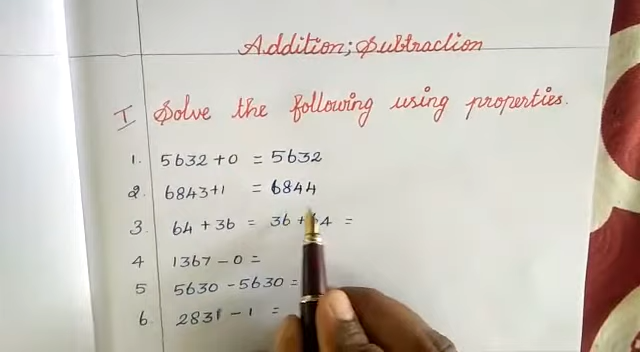 Addition; Subtraction
I Solve the following using properties.
1. 5632 + 0 = 5632
2. 6843+1 = 6844
3. 64 + 36 = 36 + 64 =
4 1367 - 0 =
5 5630 - 5630 =
6. 2831 - 1 =